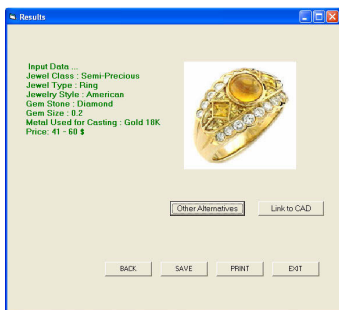 Results
Input Data ...
Jewel Class : Semi-Precious
Jewel Type : Ring
Jewelry Style : American
Gem Stone : Diamond
Gem Size : 0.2
Metal Used for Casting : Gold 18K
Price: 41 - 60 $
Other Alternatives
Link to CAD
BACK
SAVE
PRINT
EXIT